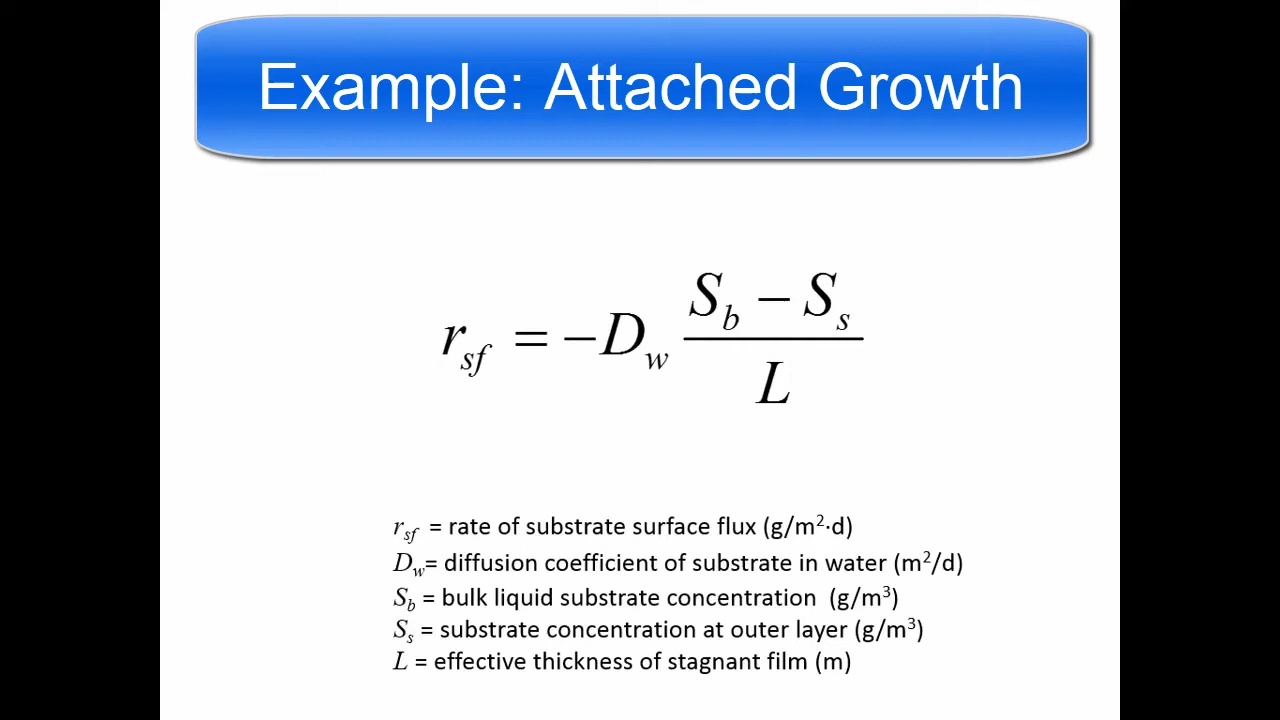 Example: Attached Growth
r_sf = −D_w (S_b − S_s) / L
r_sf = rate of substrate surface flux (g/m²·d)
D_w= diffusion coefficient of substrate in water (m²/d)
S_b = bulk liquid substrate concentration (g/m³)
S_s = substrate concentration at outer layer (g/m³)
L = effective thickness of stagnant film (m)